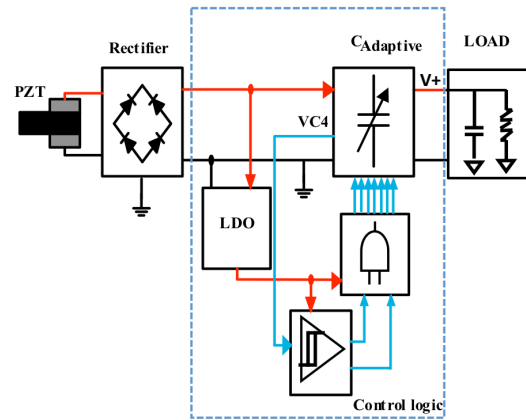 Rectifier
CAdaptive
LOAD
PZT
V+
VC4
LDO
Control logic